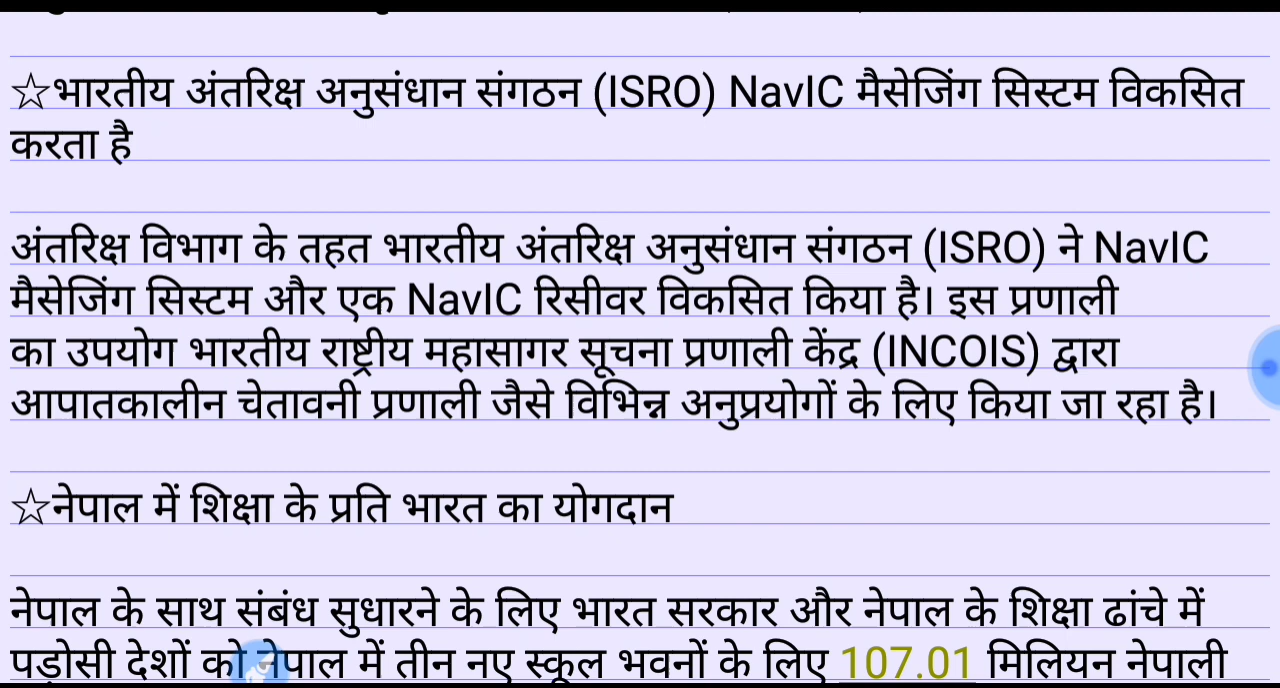 ☆भारतीय अंतरिक्ष अनुसंधान संगठन (ISRO) NavIC मैसेजिंग सिस्टम विकसित
करता है
अंतरिक्ष विभाग के तहत भारतीय अंतरिक्ष अनुसंधान संगठन (ISRO) ने NavIC
मैसेजिंग सिस्टम और एक NavIC रिसीवर विकसित किया है। इस प्रणाली
का उपयोग भारतीय राष्ट्रीय महासागर सूचना प्रणाली केंद्र (INCOIS) द्वारा
आपातकालीन चेतावनी प्रणाली जैसे विभिन्न अनुप्रयोगों के लिए किया जा रहा है।
☆नेपाल में शिक्षा के प्रति भारत का योगदान
नेपाल के साथ संबंध सुधारने के लिए भारत सरकार और नेपाल के शिक्षा ढांचे में
पड़ोसी देशों को नेपाल में तीन नए स्कूल भवनों के लिए 107.01 मिलियन नेपाली